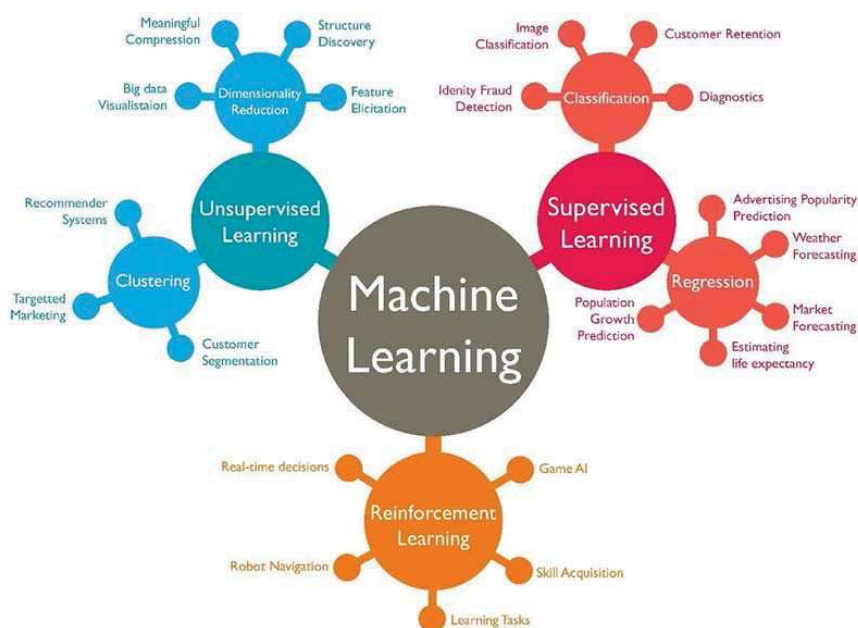 Meaningful
Compression
Structure
Discovery
Big data
Visualistaion
Dimensionality
Reduction
Feature
Elicitation
Unsupervised
Learning
Recommender
Systems
Clustering
Targetted
Marketing
Customer
Segmentation
Image
Classification
Customer Retention
Idenity Fraud
Detection
Classification
Diagnostics
Supervised
Learning
Advertising Popularity
Prediction
Weather
Forecasting
Regression
Population
Growth
Prediction
Market
Forecasting
Estimating
life expectancy
Machine
Learning
Real-time decisions
Game AI
Reinforcement
Learning
Robot Navigation
Skill Acquisition
Learning Tasks